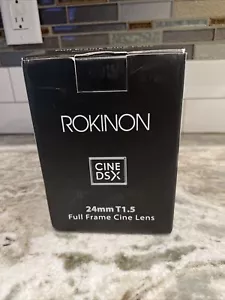 ROKINON
CINE
DSX
24mm T1.5
Full Frame Cine Lens